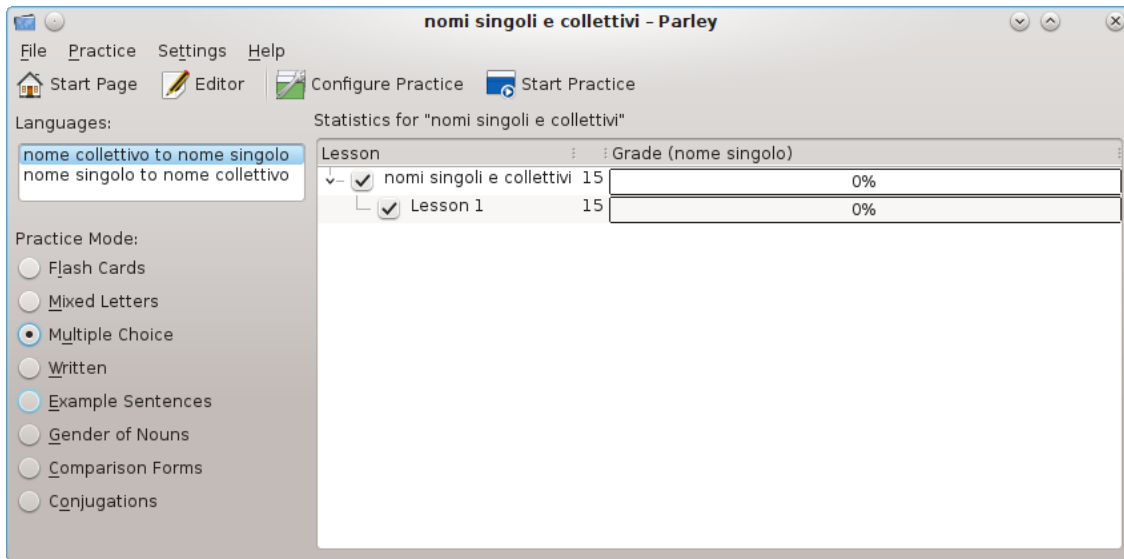 nomi singoli e collettivi – Parley
File Practice Settings Help
Start Page Editor Configure Practice Start Practice
Languages:
nome collettivo to nome singolo
nome singolo to nome collettivo
Practice Mode:
Flash Cards
Mixed Letters
Multiple Choice
Written
Example Sentences
Gender of Nouns
Comparison Forms
Conjugations
Statistics for "nomi singoli e collettivi"
Lesson Grade (nome singolo)
nomi singoli e collettivi 15 0%
Lesson 1 15 0%